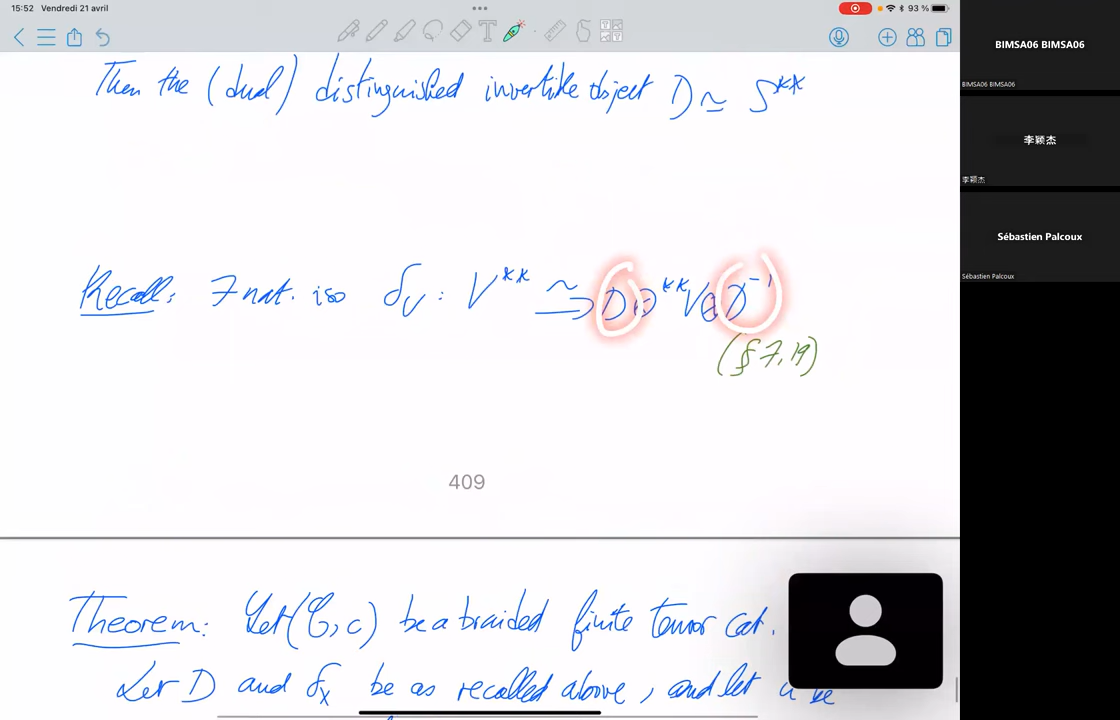 15:52 Vendredi 21 avril
93 %
Then the (dual) distinguished invertible object D ≃ S**
Recall: ∃ nat. iso δ_V : V** ≃→ D ⊗ **V ⊗ D⁻¹
(§ 7.19)
409
Theorem: Let (C, c) be a braided finite tensor cat.
Let D and δ_X be as recalled above, and let u be
BIMSA06 BIMSA06
BIMSA06 BIMSA06
李颖杰
李颖杰
Sébastien Palcoux
Sébastien Palcoux